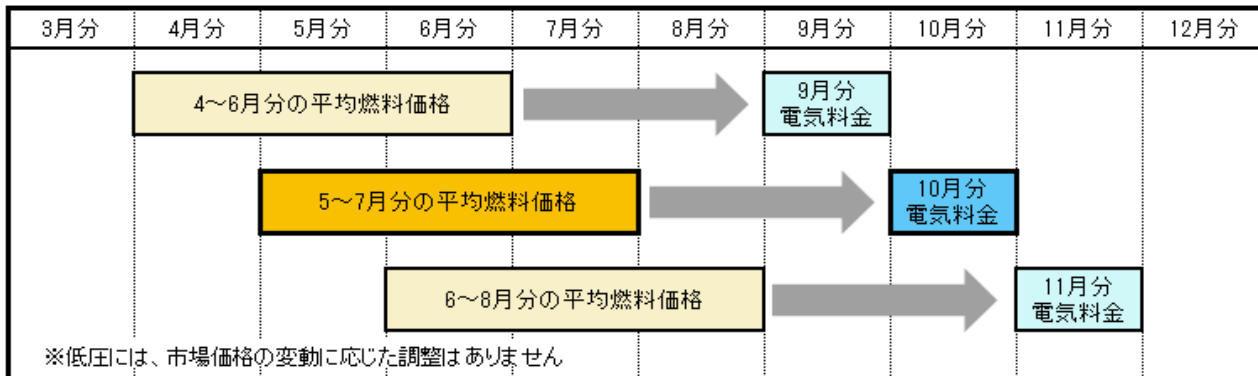 3月分 4月分 5月分 6月分 7月分 8月分 9月分 10月分 11月分 12月分
4～6月分の平均燃料価格
9月分
電気料金
5～7月分の平均燃料価格
10月分
電気料金
6～8月分の平均燃料価格
11月分
電気料金
※低圧には、市場価格の変動に応じた調整はありません